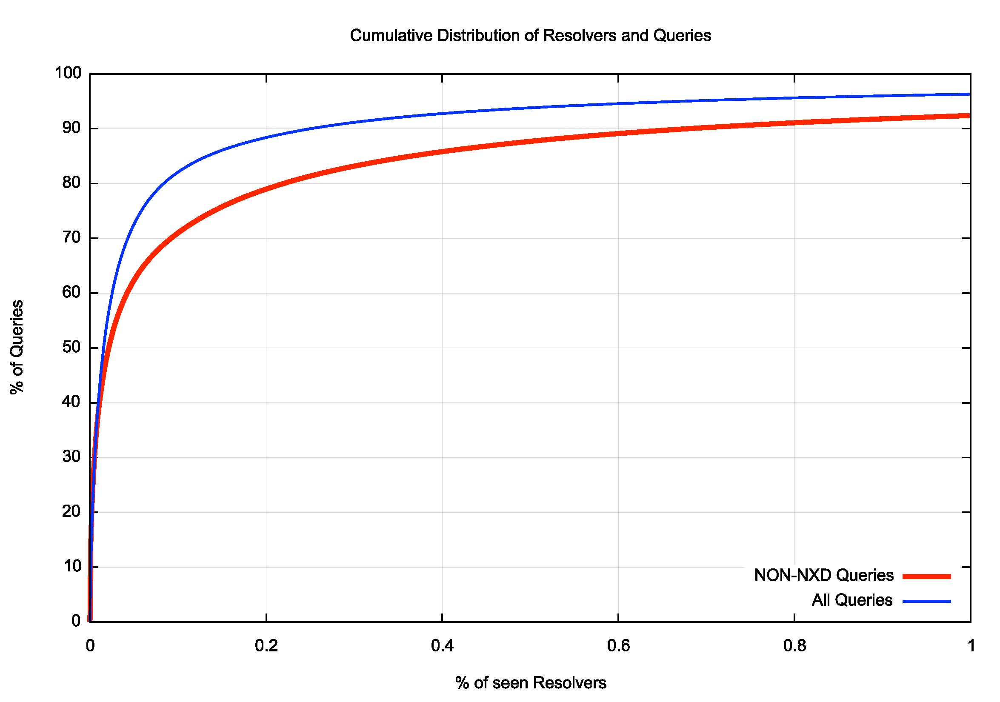 Cumulative Distribution of Resolvers and Queries
100
90
80
70
60
50
40
30
20
10
0
% of Queries
NON-NXD Queries
All Queries
0 0.2 0.4 0.6 0.8 1
% of seen Resolvers